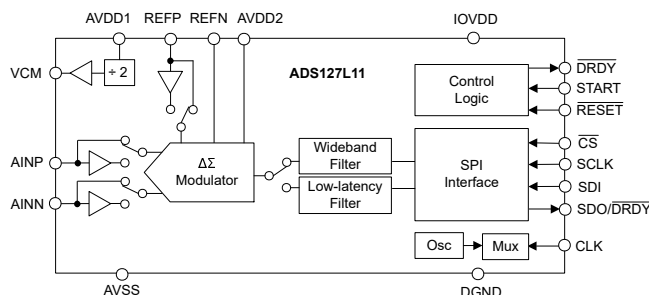 AVDD1 REFP REFN AVDD2 IOVDD
VCM
÷ 2
ADS127L11
Control
Logic
DRDY
START
RESET
AINP
AINN
ΔΣ
Modulator
Wideband
Filter
Low-latency
Filter
SPI
Interface
CS
SCLK
SDI
SDO/DRDY
Osc
Mux
CLK
AVSS
DGND